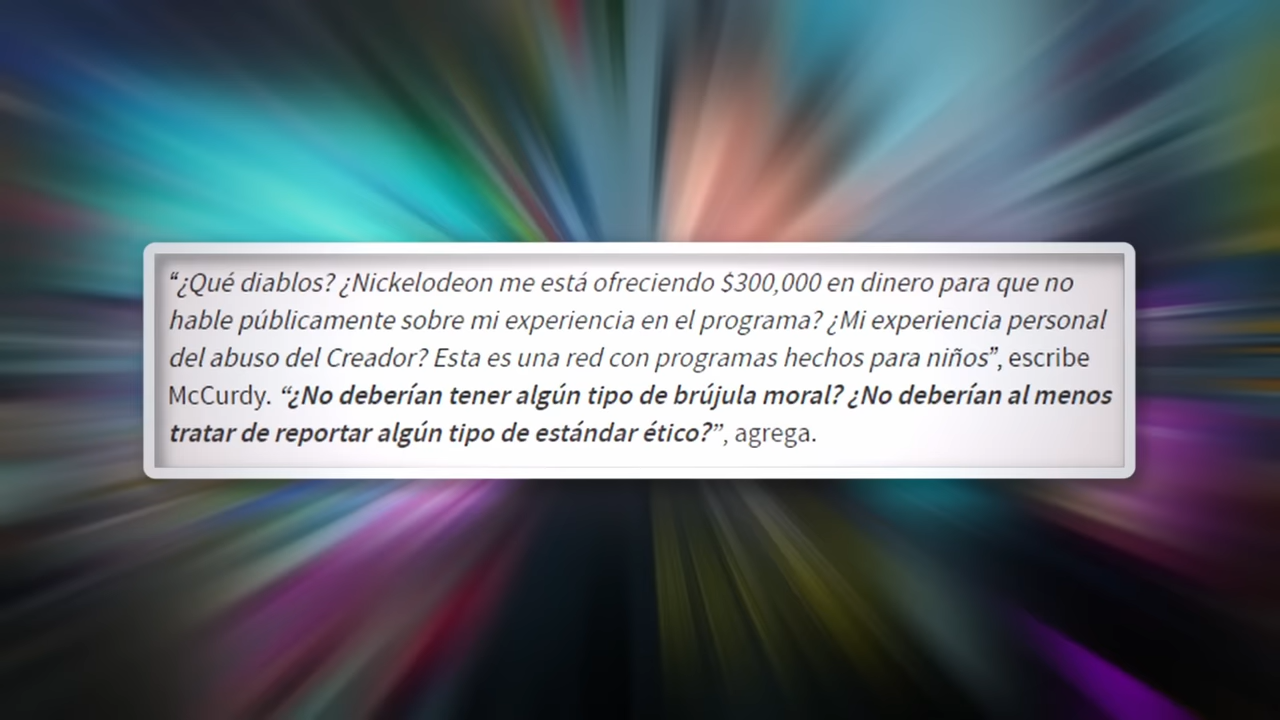 “¿Qué diablos? ¿Nickelodeon me está ofreciendo $300,000 en dinero para que no
hable públicamente sobre mi experiencia en el programa? ¿Mi experiencia personal
del abuso del Creador? Esta es una red con programas hechos para niños”, escribe
McCurdy. “¿No deberían tener algún tipo de brújula moral? ¿No deberían al menos
tratar de reportar algún tipo de estándar ético?”, agrega.